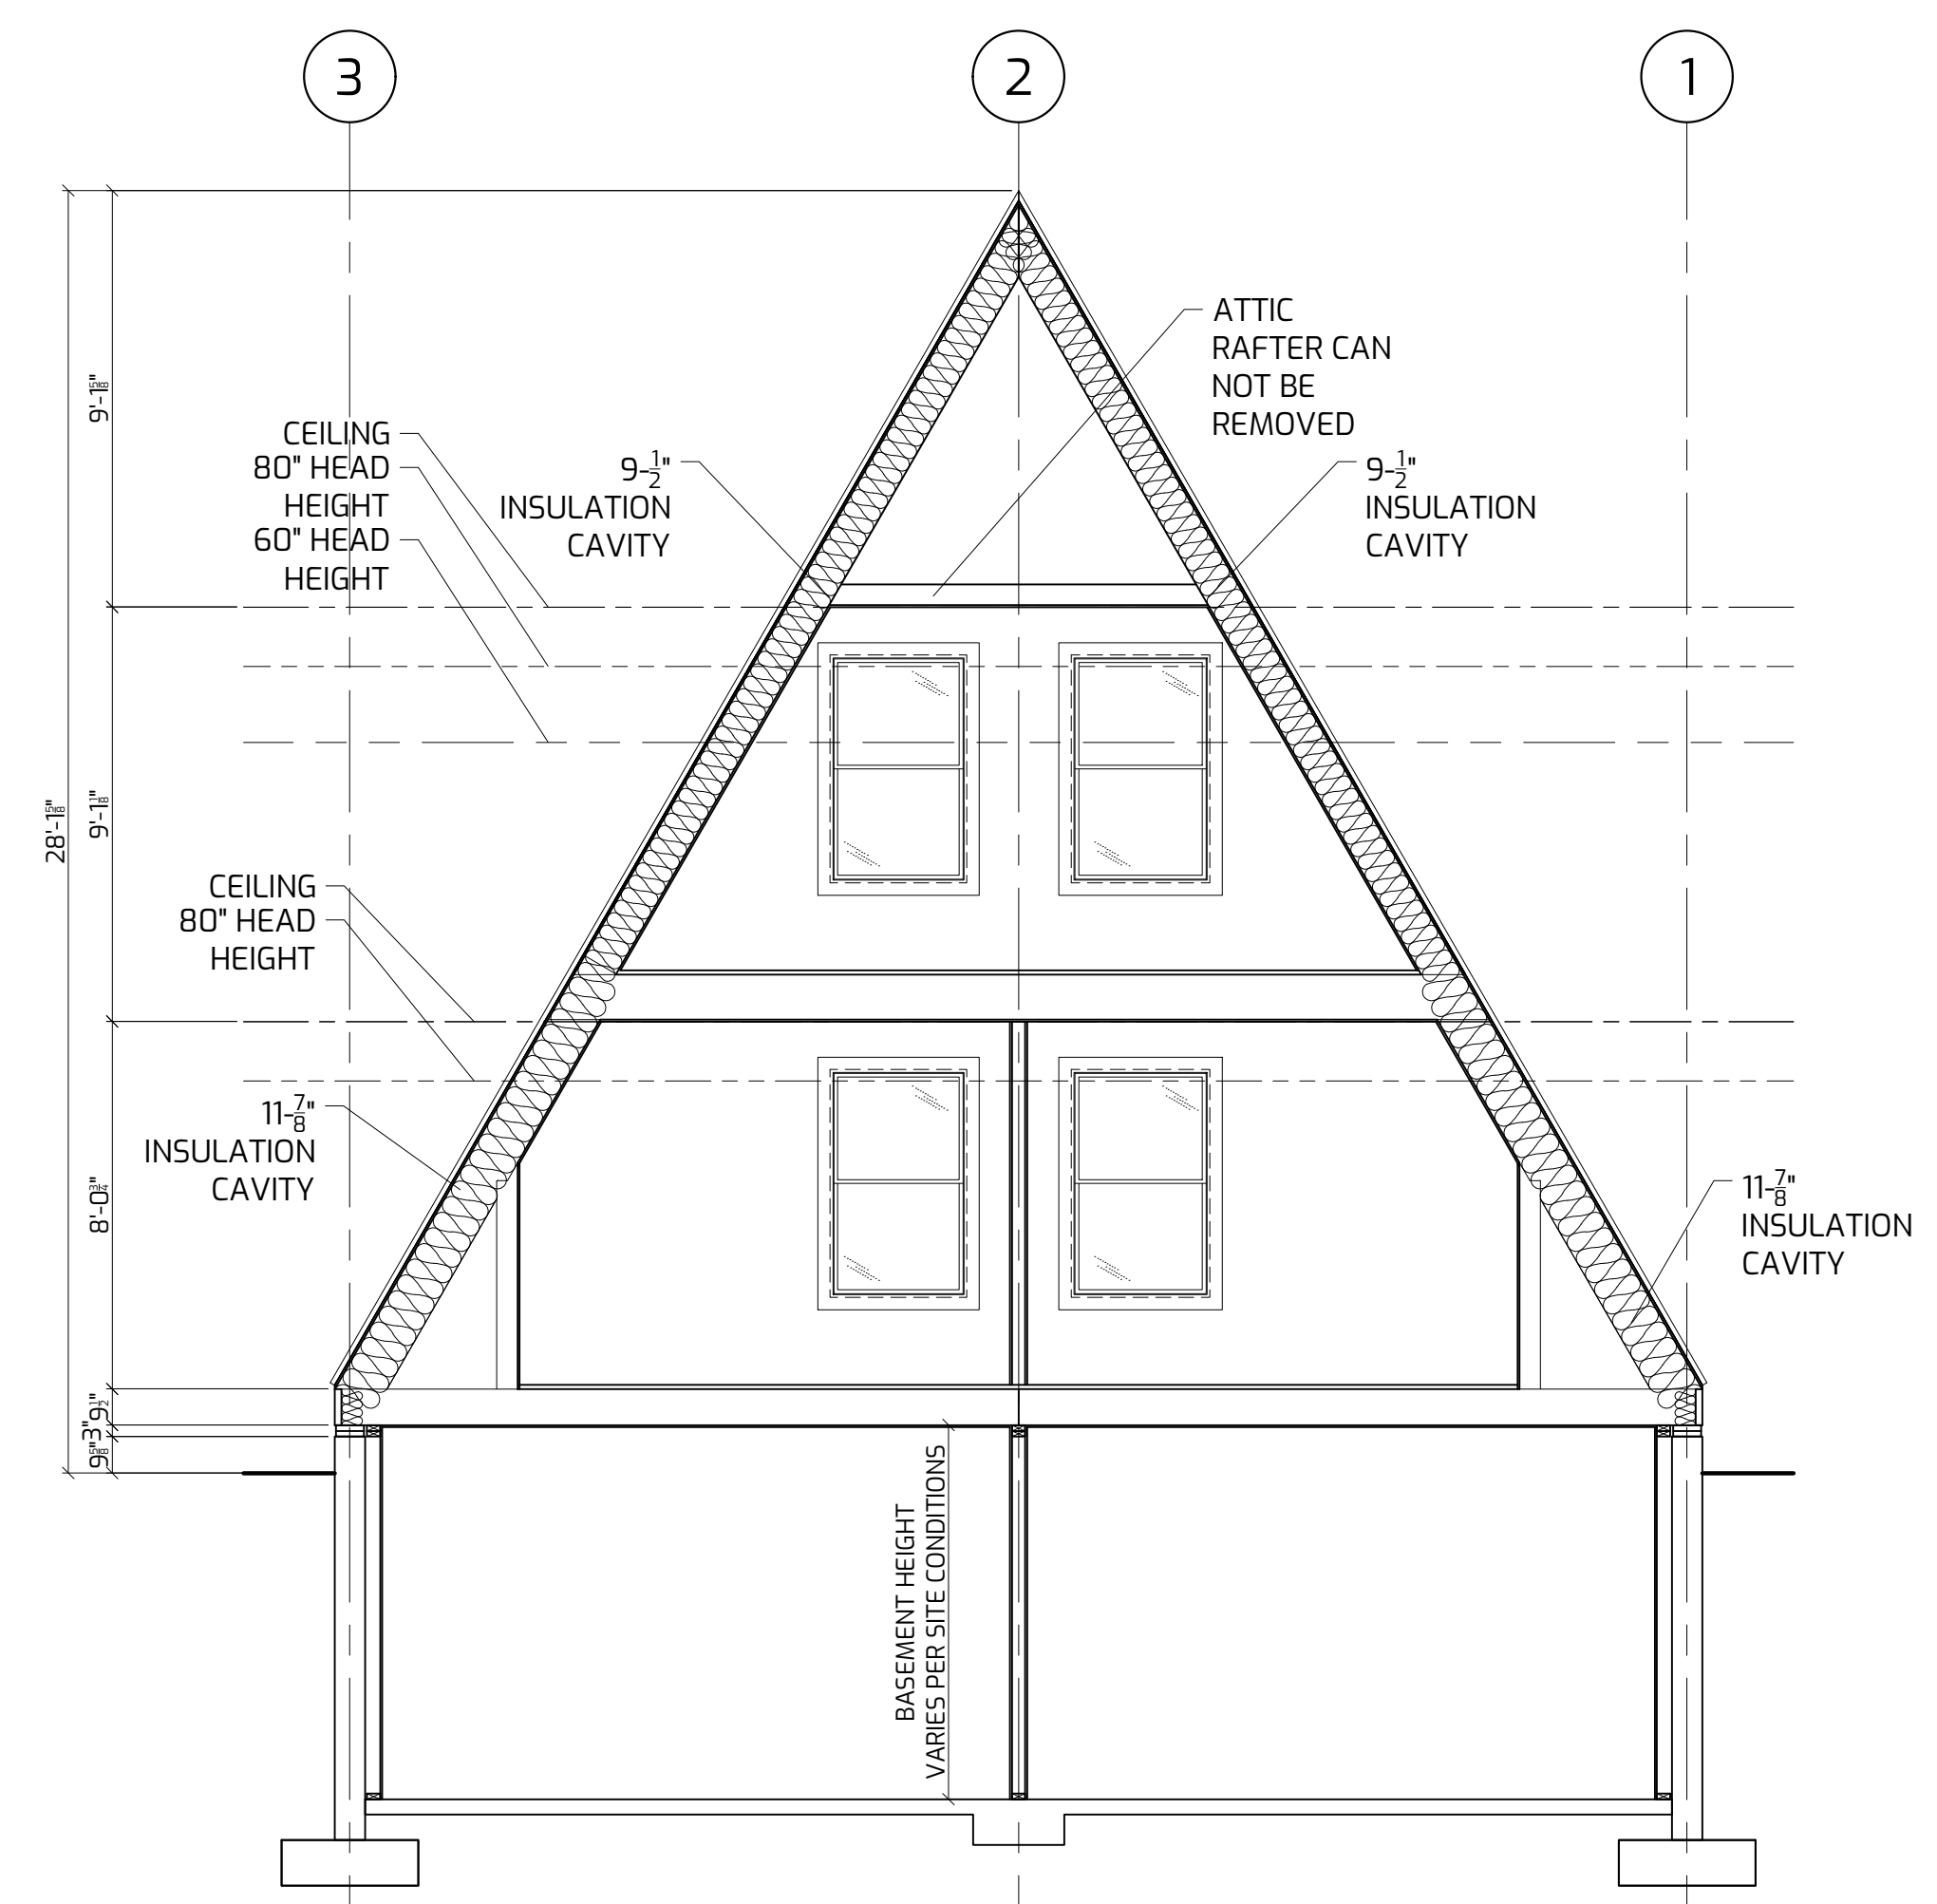 3
2
1
ATTIC
RAFTER CAN
NOT BE
REMOVED
9'-1 5/8"
CEILING
80" HEAD
HEIGHT
60" HEAD
HEIGHT
9-1/2"
INSULATION
CAVITY
9-1/2"
INSULATION
CAVITY
28'-1 5/8"
9'-1 1/8"
CEILING
80" HEAD
HEIGHT
11-7/8"
INSULATION
CAVITY
8'-0 3/4"
11-7/8"
INSULATION
CAVITY
9 1/2"
3"
9 5/8"
BASEMENT HEIGHT
VARIES PER SITE CONDITIONS